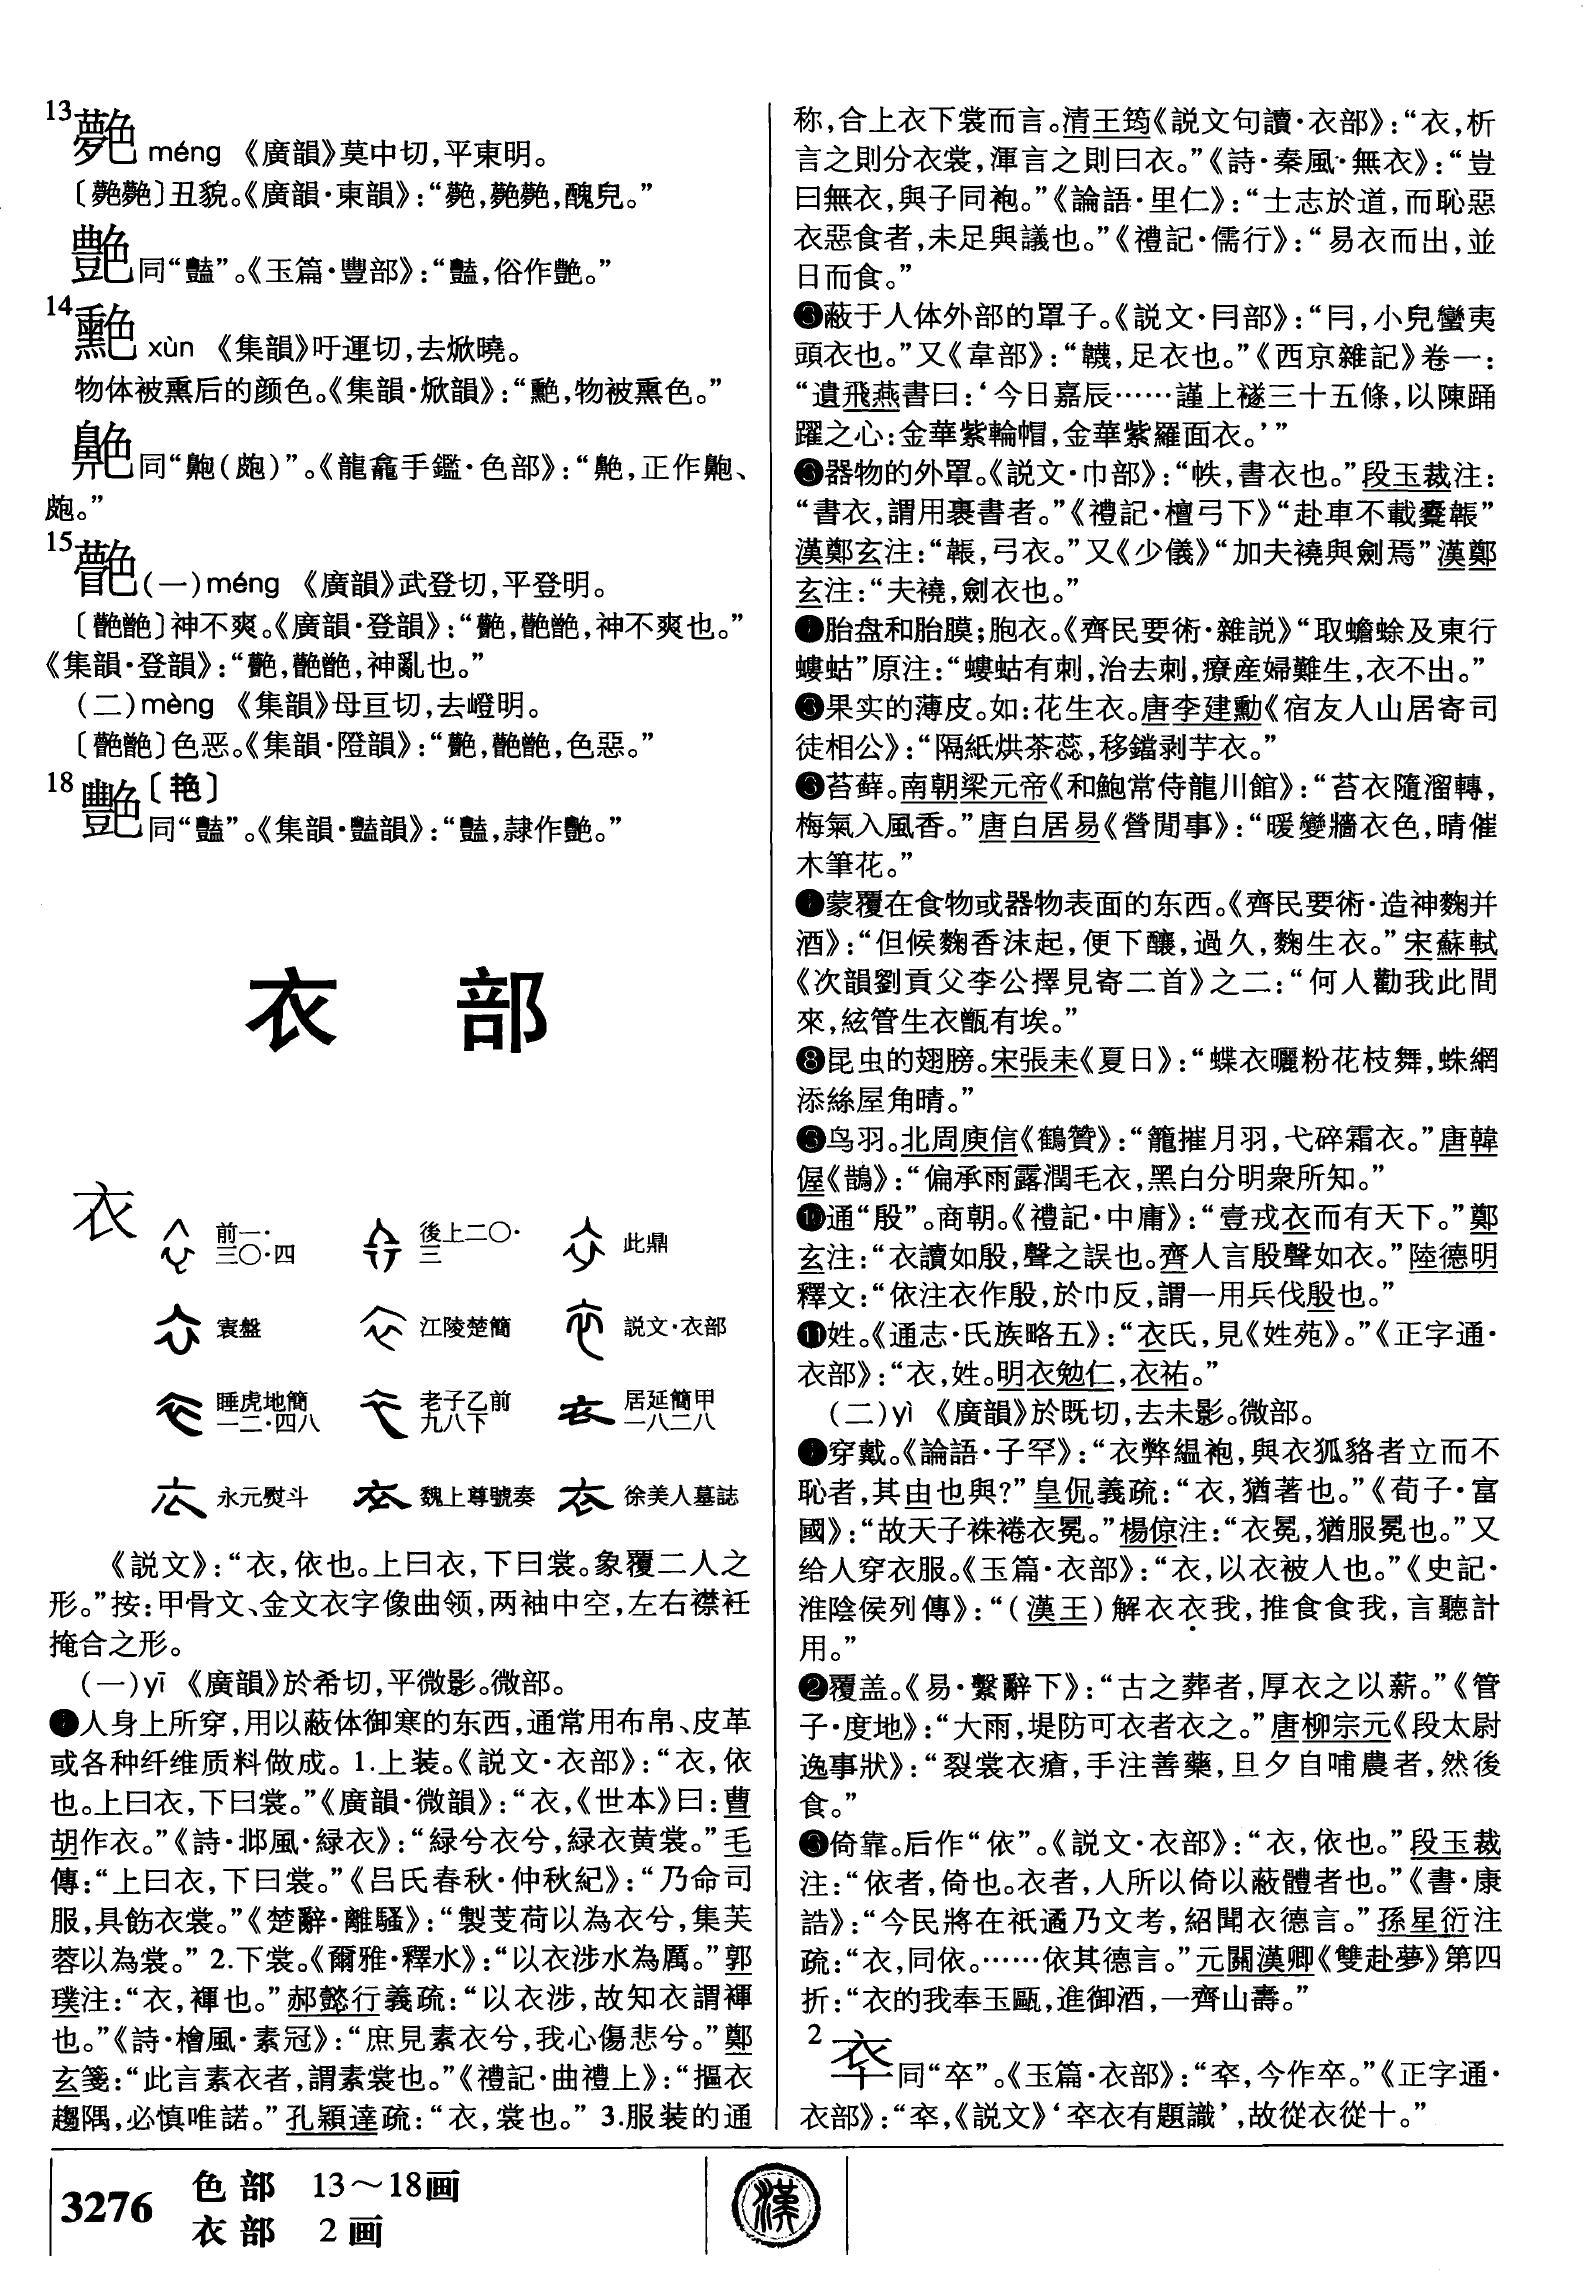 13
méng 《廣韻》莫中切，平東明。
丑貌。《廣韻·東韻》：“醜皃。”
同“豔”。《玉篇·豐部》：“豔，俗作艷。”
14
xùn 《集韻》吁運切，去焮曉。
物体被熏后的颜色。《集韻·焮韻》：“物被熏色。”
《龍龕手鑑·色部》：“正作
15
(一)méng 《廣韻》武登切，平登明。
神不爽。《廣韻·登韻》：“神不爽也。”
《集韻·登韻》：“神亂也。”
(二)mèng 《集韻》母亘切，去嶝明。
色恶。《集韻·隥韻》：“色惡。”
18 〔艳〕
同“豔”。《集韻·豔韻》：“豔，隸作
衣 部
衣
前一·三〇·四
後上二〇·三
此鼎
袁盤
江陵楚簡
説文·衣部
睡虎地簡一二·四八
老子乙前九八下
居延簡甲一八二八
永元熨斗
魏上尊號奏
徐美人墓誌
《説文》：“衣，依也。上曰衣，下曰裳。象覆二人之
形。”按：甲骨文、金文衣字像曲领，两袖中空，左右襟衽
掩合之形。
(一)yī 《廣韻》於希切，平微影。微部。
❶人身上所穿，用以蔽体御寒的东西，通常用布帛、皮革
或各种纤维质料做成。1.上装。《説文·衣部》：“衣，依
也。上曰衣，下曰裳。”《廣韻·微韻》：“衣，《世本》曰：曹
胡作衣。”《詩·邶風·緑衣》：“緑兮衣兮，緑衣黄裳。”毛
傳：“上曰衣，下曰裳。”《吕氏春秋·仲秋紀》：“乃命司
服，具飭衣裳。”《楚辭·離騷》：“製芰荷以為衣兮，集芙
蓉以為裳。”2.下裳。《爾雅·釋水》：“以衣涉水為厲。”郭
璞注：“衣，褌也。”郝懿行義疏：“以衣涉，故知衣謂褌
也。”《詩·檜風·素冠》：“庶見素衣兮，我心傷悲兮。”鄭
玄箋：“此言素衣者，謂素裳也。”《禮記·曲禮上》：“摳衣
趨隅，必慎唯諾。”孔穎達疏：“衣，裳也。”3.服装的通
称，合上衣下裳而言。清王筠《説文句讀·衣部》：“衣，析
言之則分衣裳，渾言之則曰衣。”《詩·秦風·無衣》：“豈
曰無衣，與子同袍。”《論語·里仁》：“士志於道，而恥惡
衣惡食者，未足與議也。”《禮記·儒行》：“易衣而出，並
日而食。”
蔽于人体外部的罩子。《説文·冃部》：“冃，小兒蠻夷
頭衣也。”又《韋部》：“韤，足衣也。”《西京雜記》卷一：
“遺飛燕書曰：‘今日嘉辰……謹上襚三十五條，以陳踊
躍之心：金華紫輪帽，金華紫羅面衣。’”
❸器物的外罩。《説文·巾部》：“帙，書衣也。”段玉裁注：
“書衣，謂用裹書者。”《禮記·檀弓下》“赴車不載櫜韔”
漢鄭玄注：“韔，弓衣。”又《少儀》“加夫襓與劍焉”漢鄭
玄注：“夫襓，劍衣也。”
胎盘和胎膜；胞衣。《齊民要術·雜説》“取蟾蜍及東行
螻蛄”原注：“螻蛄有刺，治去刺，療産婦難生，衣不出。”
果实的薄皮。如：花生衣。唐李建勳《宿友人山居寄司
徒相公》：“隔紙烘茶蕊，移鐺剥芋衣。”
苔藓。南朝梁元帝《和鮑常侍龍川館》：“苔衣隨溜轉，
梅氣入風香。”唐白居易《營閒事》：“暖變牆衣色，晴催
木筆花。”
蒙覆在食物或器物表面的东西。《齊民要術·造神麴并
酒》：“但候麴香沫起，便下釀，過久，麴生衣。”宋蘇軾
《次韻劉貢父李公擇見寄二首》之二：“何人勸我此間
來，絃管生衣甑有埃。”
❽昆虫的翅膀。宋張耒《夏日》：“蝶衣曬粉花枝舞，蛛網
添絲屋角晴。”
鸟羽。北周庾信《鶴贊》：“籠摧月羽，弋碎霜衣。”唐韓
偓《鵲》：“偏承雨露潤毛衣，黑白分明衆所知。”
❿通“殷”。商朝。《禮記·中庸》：“壹戎衣而有天下。”鄭
玄注：“衣讀如殷，聲之誤也。齊人言殷聲如衣。”陸德明
釋文：“依注衣作殷，於巾反，謂一用兵伐殷也。”
⓫姓。《通志·氏族略五》：“衣氏，見《姓苑》。”《正字通·
衣部》：“衣，姓。明衣勉仁，衣祐。”
(二)yì 《廣韻》於既切，去未影。微部。
❶穿戴。《論語·子罕》：“衣弊緼袍，與衣狐貉者立而不
恥者，其由也與？”皇侃義疏：“衣，猶著也。”《荀子·富
國》：“故天子袾裷衣冕。”楊倞注：“衣冕，猶服冕也。”又
给人穿衣服。《玉篇·衣部》：“衣，以衣被人也。”《史記·
淮陰侯列傳》：“(漢王)解衣衣我，推食食我，言聽計
用。”
❷覆盖。《易·繫辭下》：“古之葬者，厚衣之以薪。”《管
子·度地》：“大雨，堤防可衣者衣之。”唐柳宗元《段太尉
逸事狀》：“裂裳衣瘡，手注善藥，旦夕自哺農者，然後
食。”
❸倚靠。后作“依”。《説文·衣部》：“衣，依也。”段玉裁
注：“依者，倚也。衣者，人所以倚以蔽體者也。”《書·康
誥》：“今民將在祇遹乃文考，紹聞衣德言。”孫星衍注
疏：“衣，同依。……依其德言。”元關漢卿《雙赴夢》第四
折：“衣的我奉玉甌，進御酒，一齊山壽。”
2
同“卒”。《玉篇·衣部》：“今作卒。”《正字通·
衣部》：“《説文》‘衣有題識’，故從衣從十。”
3276 色部 13～18画
衣部 2画
漢